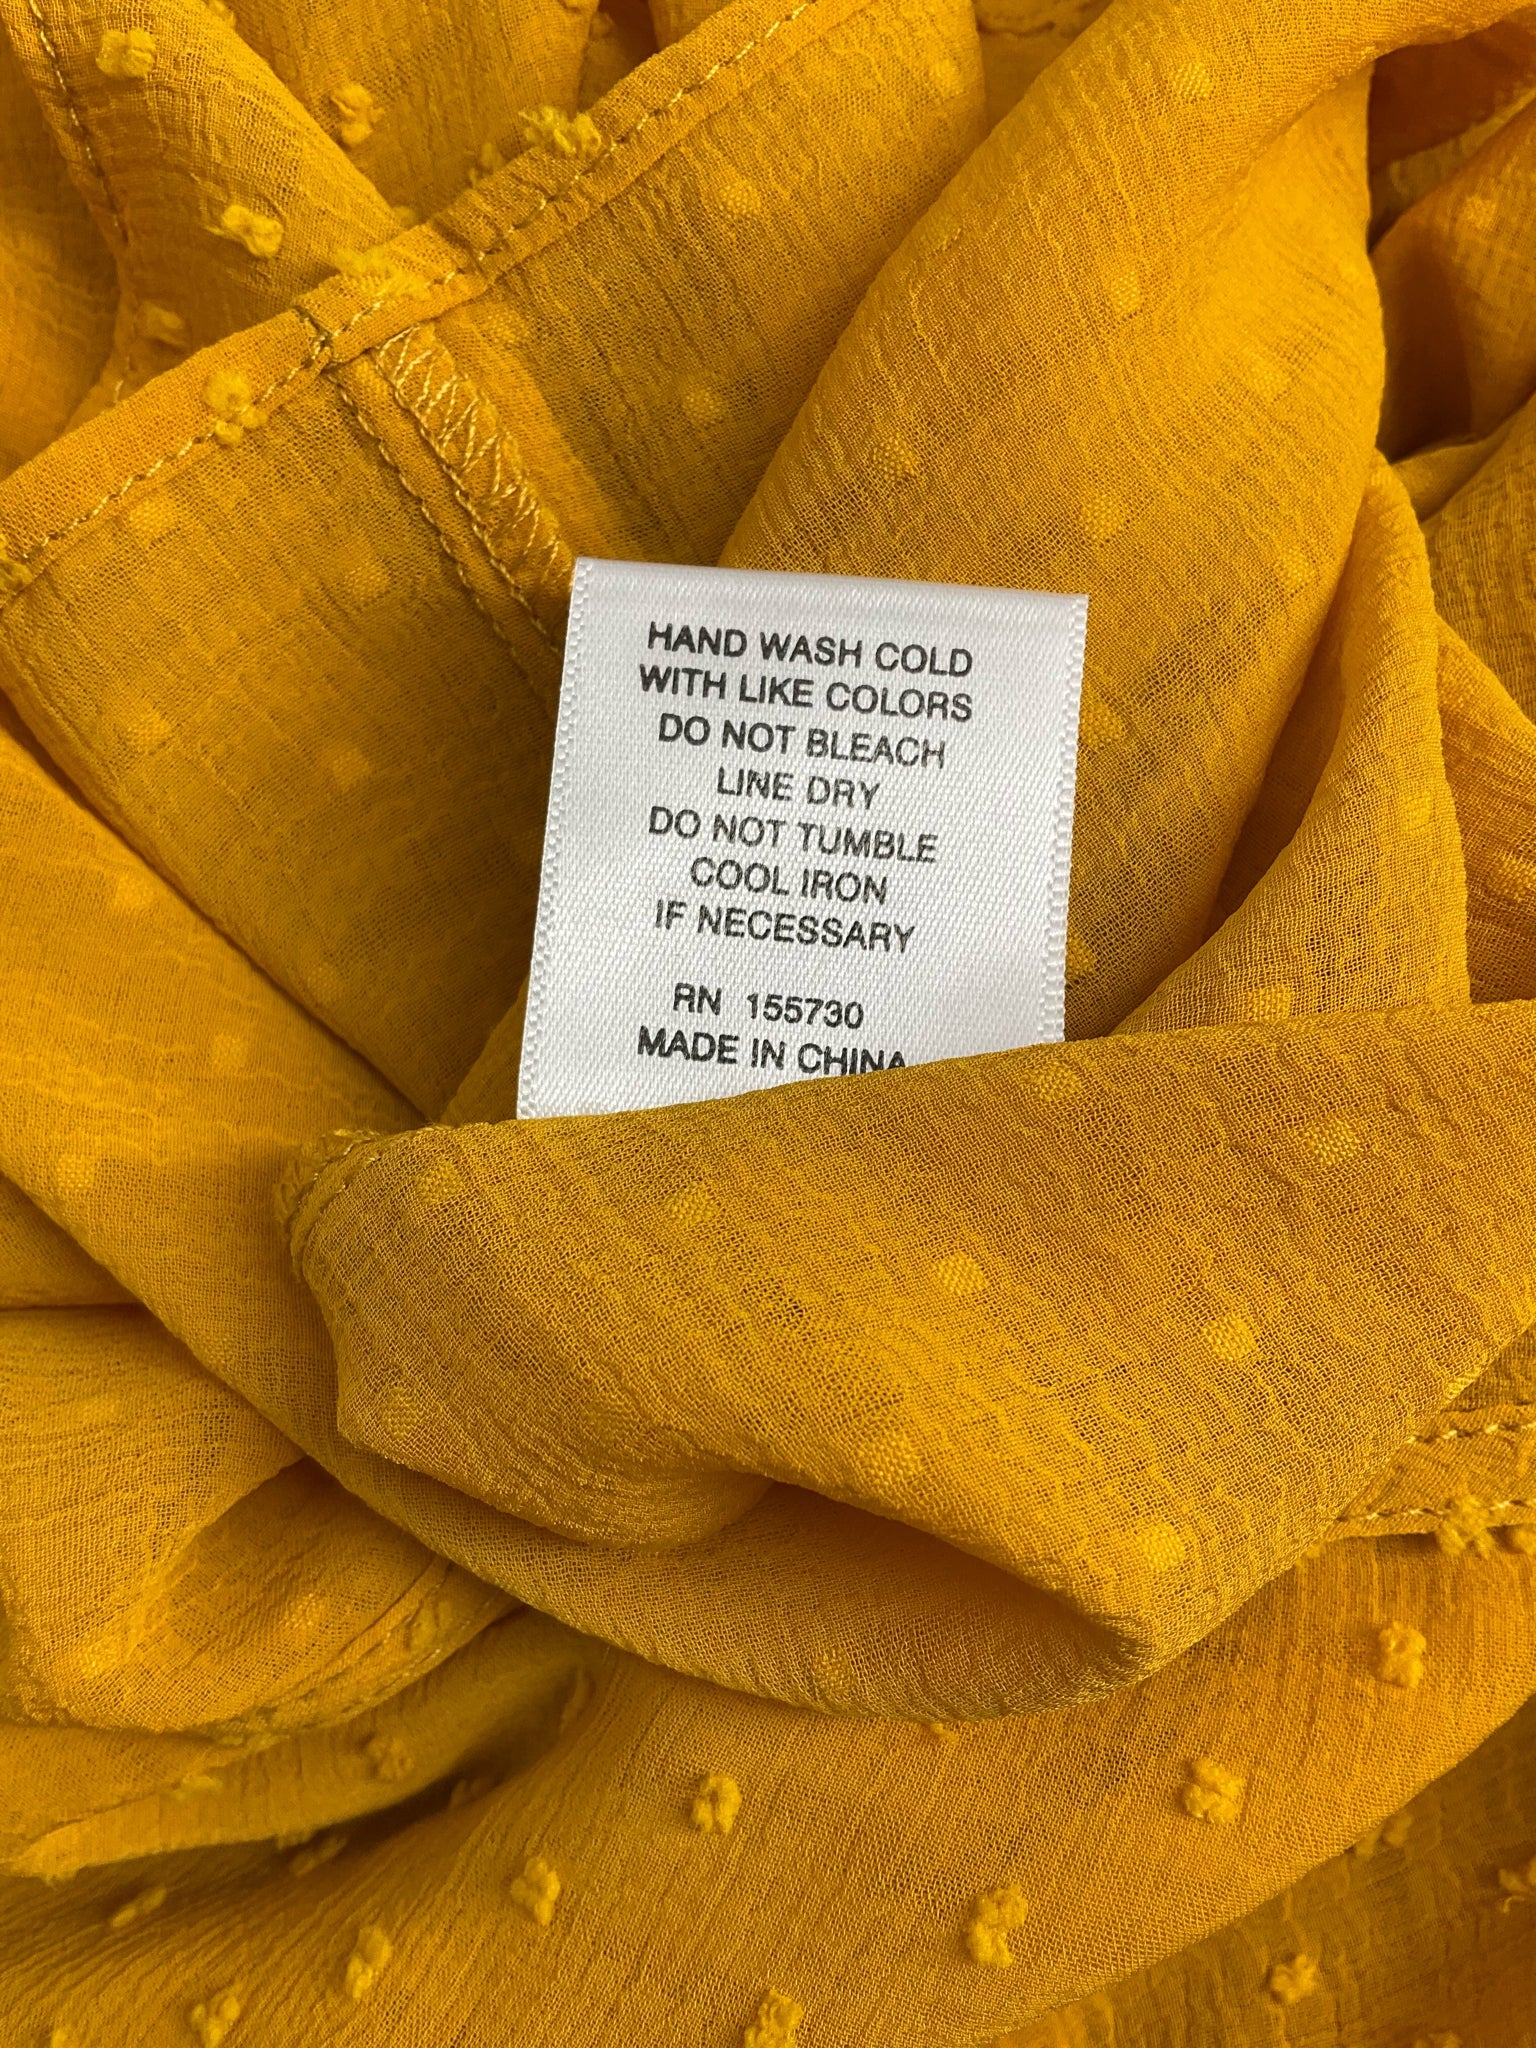 HAND WASH COLD
WITH LIKE COLORS
DO NOT BLEACH
LINE DRY
DO NOT TUMBLE
COOL IRON
IF NECESSARY
RN 155730
MADE IN CHINA